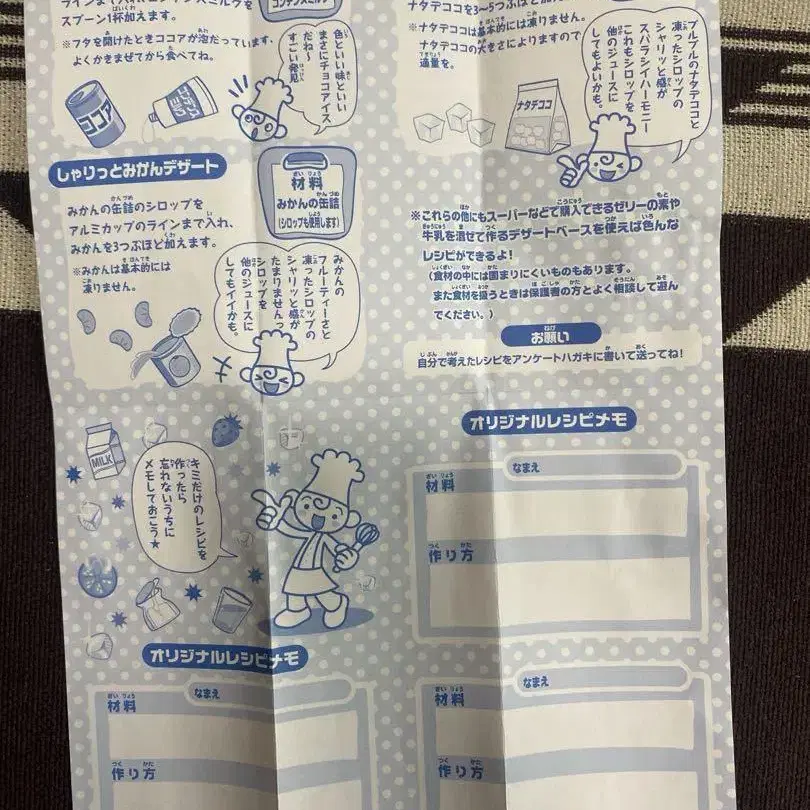 スプーン1杯加えます。
※フタを開けたときココアが泡だっています、
よくかきまぜてから食べてね。
ココア
コンデンスミルク
色といい味といい
まさにチョコアイス
だね〜
すごい発見
しゃりっとみかんデザート
材料
みかんの缶詰
(シロップも使用します)
みかんの缶詰のシロップを
アルミカップのラインまで入れ、
みかんを3つぶほど加えます。
※みかんは基本的には
凍りません。
みかんの
フルーティーさと
凍ったシロップの
シャリッと感が
たまりませんっ
シロップを
他のジュースに
してもイイかも。
MILK
キミだけのレシピを
作ったら
忘れないうちに
メモしておこう★
オリジナルレシピメモ
なまえ
材料
作り方
※ナタデココは基本的には凍りません。
ナタデココの大きさによりますので
適量を。
ナタデココ
プルプルのナタデココと
凍ったシロップの
シャリッと感が
スバラシイハーモニー
これもシロップを
他のジュースに
してもよいかも。
※これらの他にもスーパーなどで購入できるゼリーの素や
牛乳を混ぜて作るデザートベースを使えば色んな
レシピができるよ!
(食材の中には固まりにくいものもあります。
また食材を扱うときは保護者の方とよく相談して遊ん
でください。)
お願い
自分で考えたレシピをアンケートハガキに書いて送ってね!
オリジナルレシピメモ
なまえ
材料
作り方
なまえ
材料
作り方